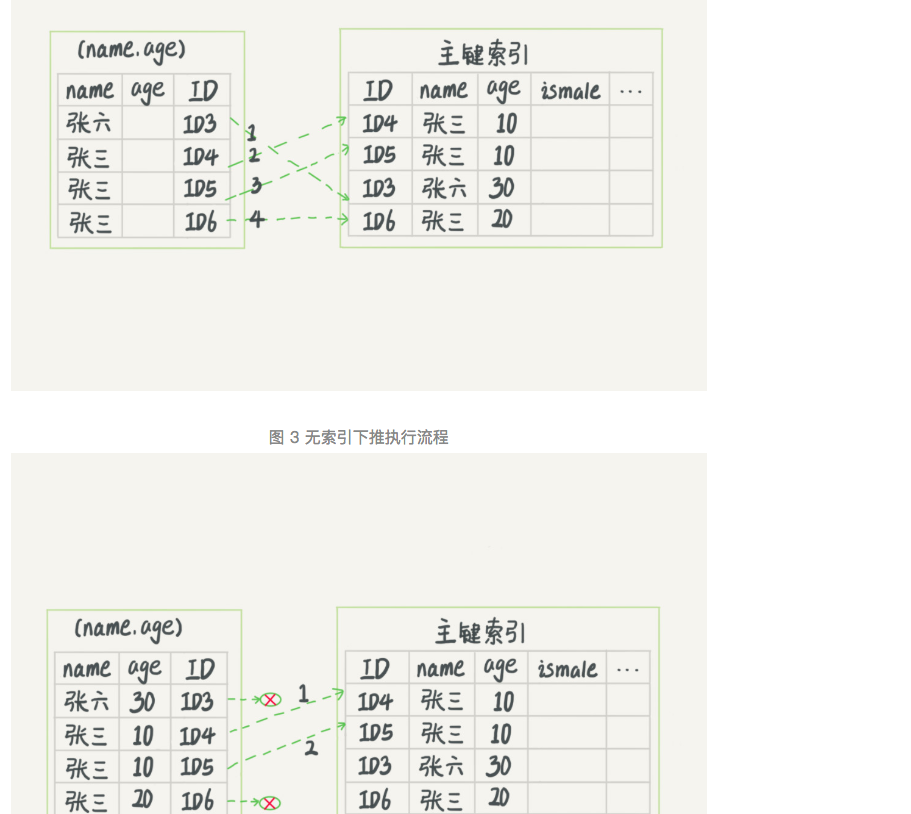 (name.age)
主键索引
name age ID
ID name age ismale ...
张六 ID3
1
ID4 张三 10
张三 ID4
2
ID5 张三 10
张三 ID5
3
ID3 张六 30
张三 ID6
4
ID6 张三 20
图 3 无索引下推执行流程
(name.age)
主键索引
name age ID
ID name age ismale ...
张六 30 ID3
1
ID4 张三 10
张三 10 ID4
ID5 张三 10
2
张三 10 ID5
ID3 张六 30
张三 20 ID6
ID6 张三 20